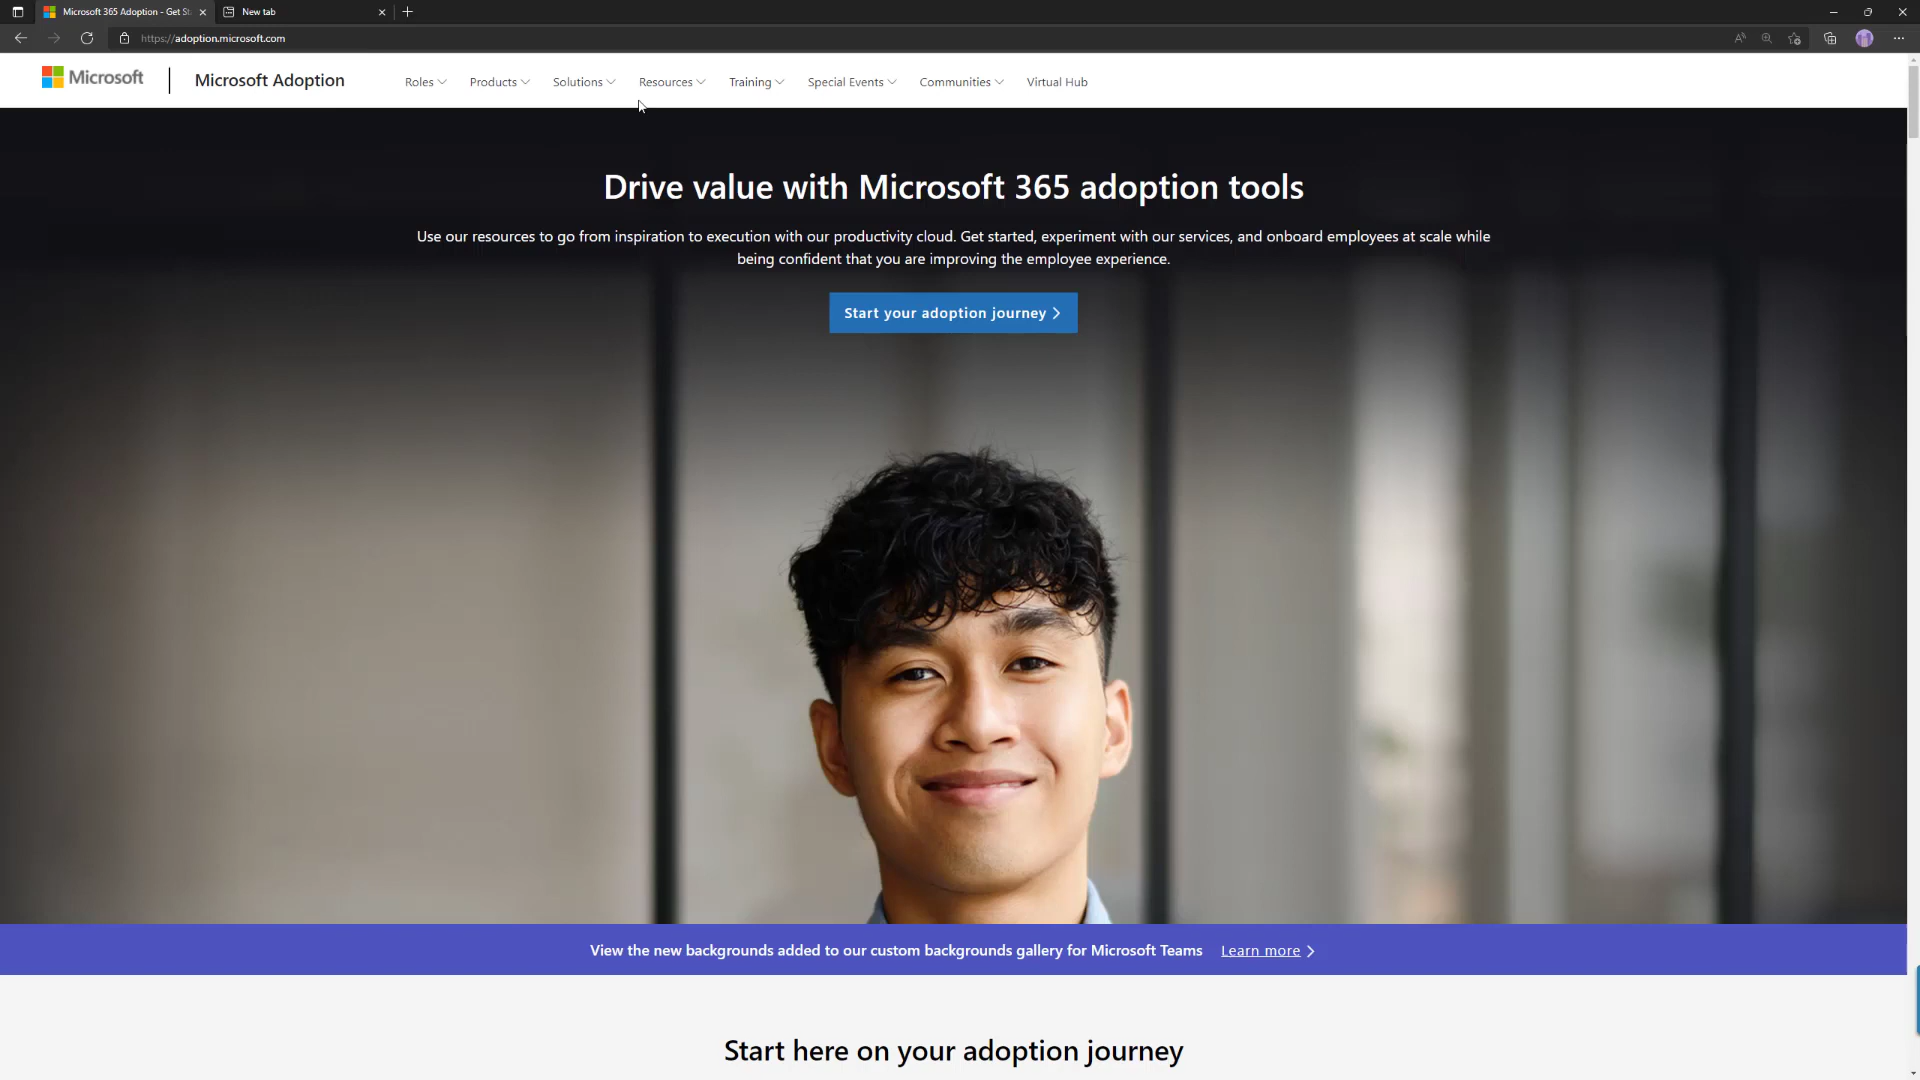 Microsoft 365 Adoption - Get St
New tab
https://adoption.microsoft.com
Microsoft
Microsoft Adoption
Roles
Products
Solutions
Resources
Training
Special Events
Communities
Virtual Hub
Drive value with Microsoft 365 adoption tools
Use our resources to go from inspiration to execution with our productivity cloud. Get started, experiment with our services, and onboard employees at scale while
being confident that you are improving the employee experience.
Start your adoption journey
View the new backgrounds added to our custom backgrounds gallery for Microsoft Teams Learn more
Start here on your adoption journey